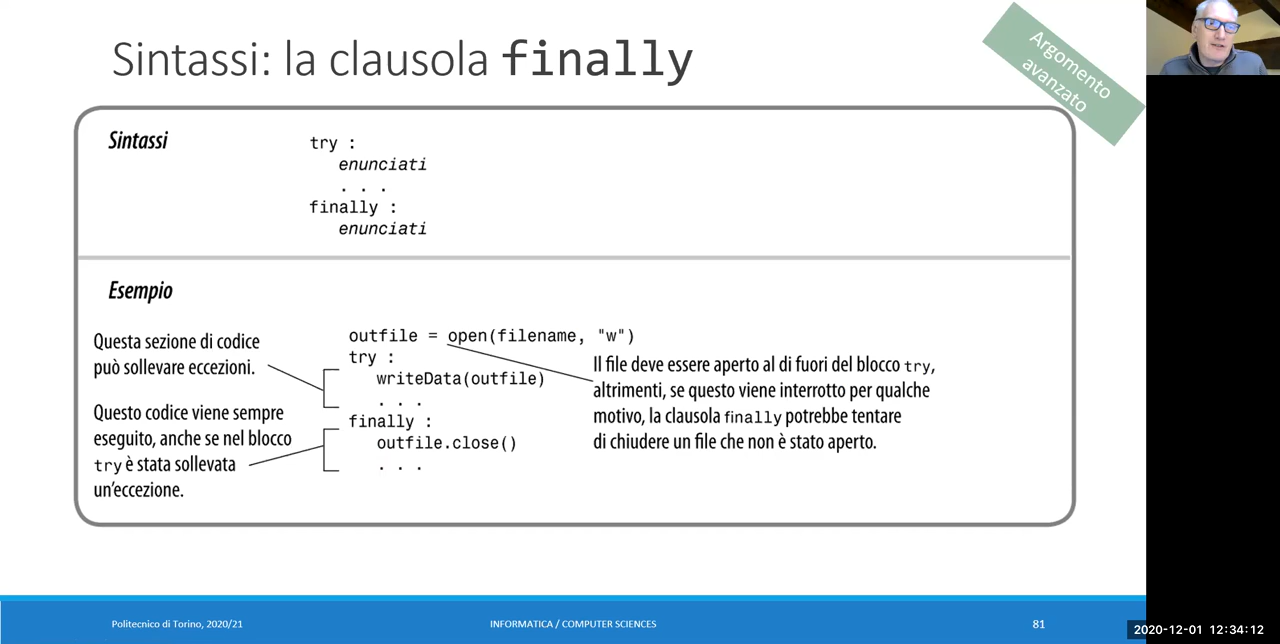 Sintassi: la clausola finally
Argomento
avanzato
Sintassi
try :
enunciati
. . .
finally :
enunciati
Esempio
Questa sezione di codice
può sollevare eccezioni.
Questo codice viene sempre
eseguito, anche se nel blocco
try è stata sollevata
un'eccezione.
outfile = open(filename, "w")
try :
writeData(outfile)
. . .
finally :
outfile.close()
. . .
Il file deve essere aperto al di fuori del blocco try,
altrimenti, se questo viene interrotto per qualche
motivo, la clausola finally potrebbe tentare
di chiudere un file che non è stato aperto.
Politecnico di Torino, 2020/21
INFORMATICA / COMPUTER SCIENCES
81
2020-12-01 12:34:12